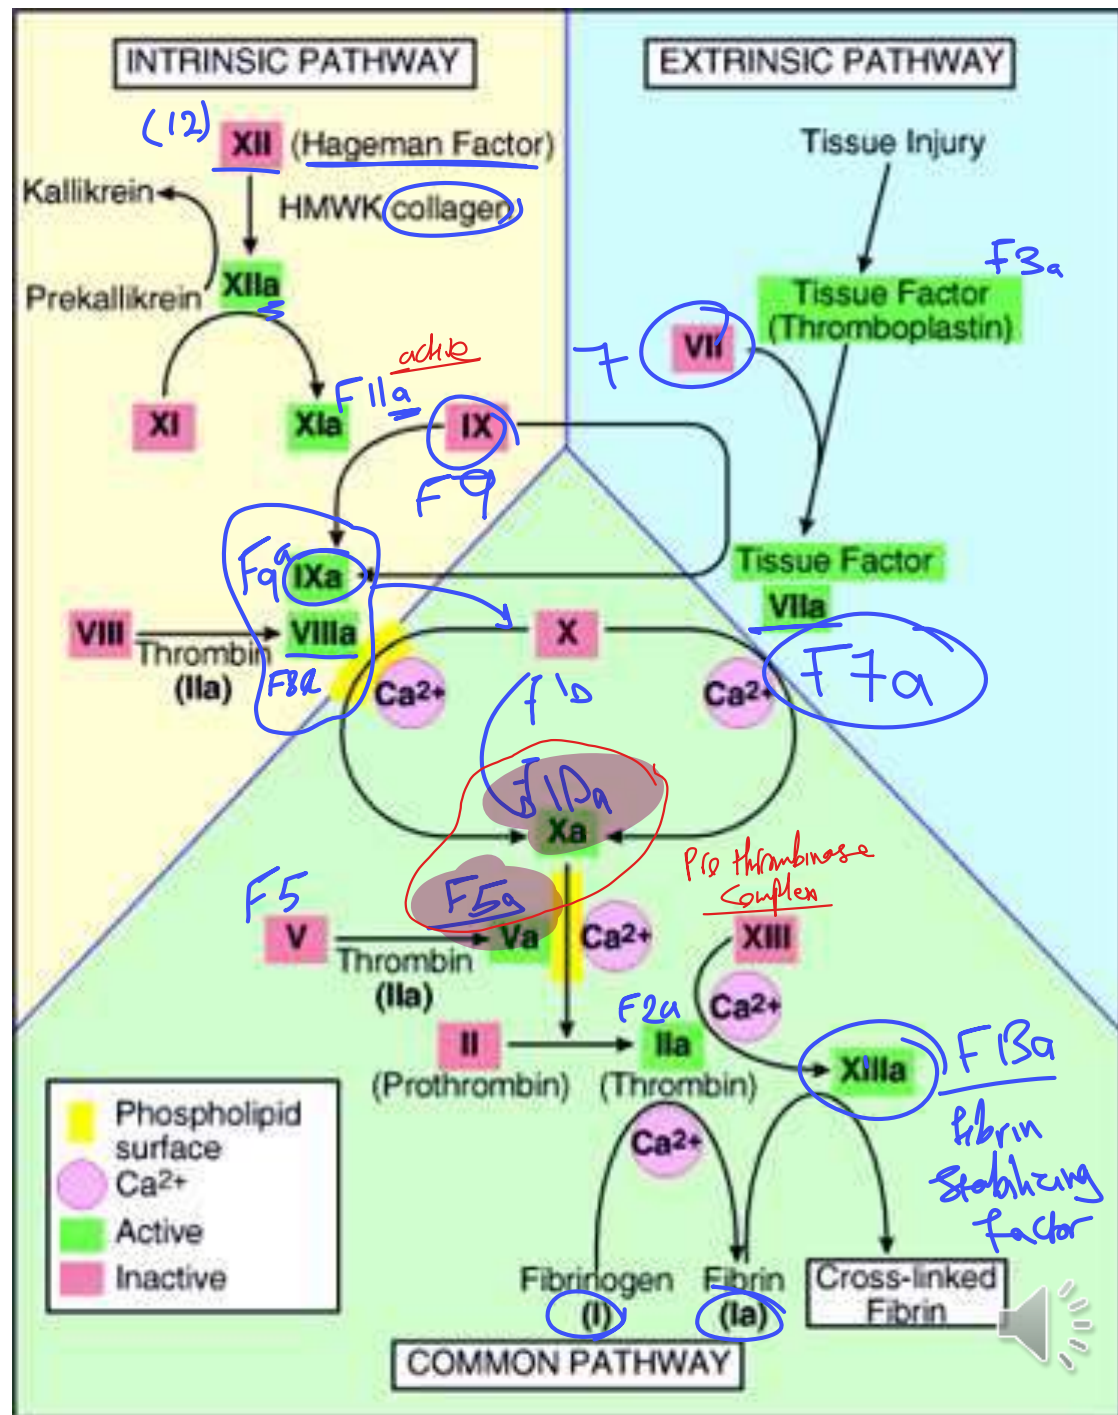 INTRINSIC PATHWAY
EXTRINSIC PATHWAY
(12) XII (Hageman Factor)
Tissue Injury
Kallikrein
HMWK collagen
Prekallikrein
XIIa
F3a
Tissue Factor
(Thromboplastin)
7 VII
active
F11a
XI
XIa
IX
F9
F9a IXa
Tissue Factor
VIIa
F7a
VIII
Thrombin
(IIa)
VIIIa
F8a
X
Ca2+
Ca2+
F10
F10a
Xa
Prothrombinase
Complex
F5
F5a
V
Thrombin
(IIa)
Va
Ca2+
XIII
Ca2+
F2a
II
(Prothrombin)
IIa
(Thrombin)
XIIIa
F13a
Fibrin
Stabilizing
factor
Ca2+
Fibrinogen
(I)
Fibrin
(Ia)
Cross-linked
Fibrin
Phospholipid
surface
Ca2+
Active
Inactive
COMMON PATHWAY